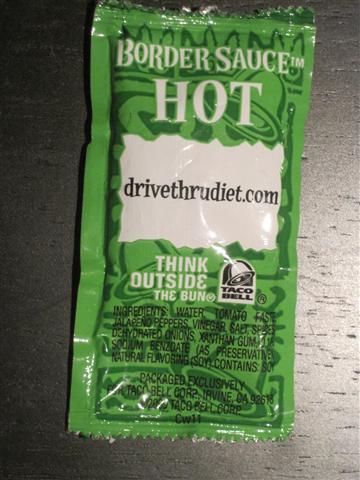 BORDER SAUCE™
HOT
drivethrudiet.com
THINK
OUTSIDE
THE BUN®
TACO
BELL®
INGREDIENTS: WATER, TOMATO PASTE,
JALAPENO PEPPERS, VINEGAR, SALT, SPICES,
DEHYDRATED ONIONS, XANTHAN GUM, 
SODIUM BENZOATE (AS PRESERVATIVE)
NATURAL FLAVORING (SOY) CONTAINS: SO
PACKAGED EXCLUSIVELY
FOR TACO BELL CORP., IRVINE, CA 92618
TACO BELL CORP.
CW11